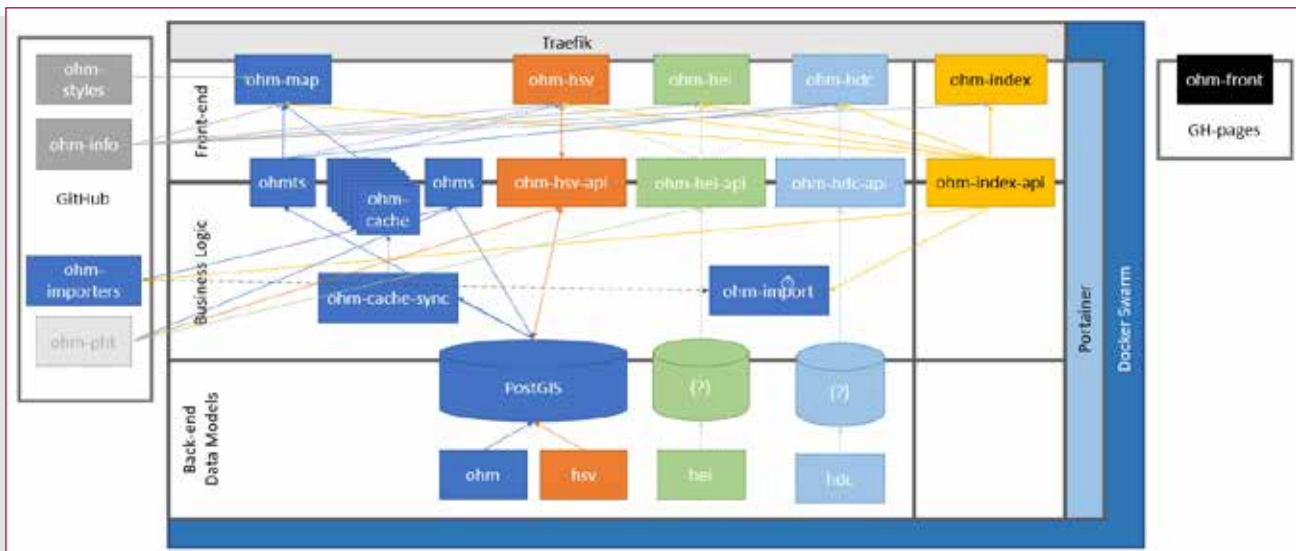 Traefik
ohm-
styles
ohm-info
GitHub
ohm-
importers
Front-end
ohm-map
ohm-hsv
ohm-hei
ohm-hdc
ohm-index
ohmts
ohm-
cache
ohms
ohm-hsv-api
ohm-hei-api
ohm-hdc-api
ohm-index-api
Business Logic
ohm-cache-sync
ohm-import
Back-end
Data Models
PostGIS
(?)
(?)
ohm
hsv
hei
hdc
Portainer
Docker Swarm
ohm-front
GH-pages